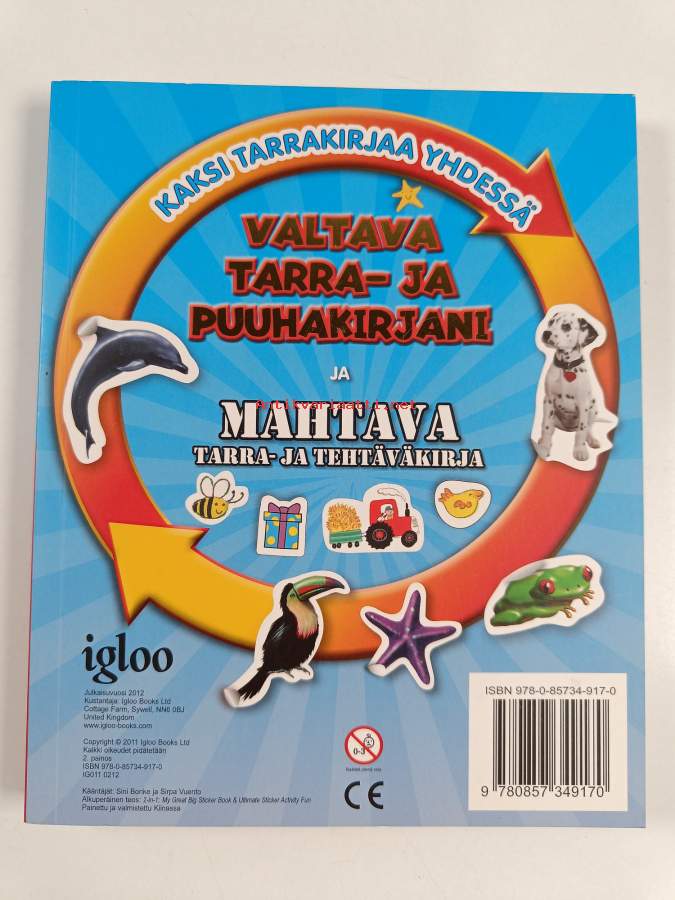 KAKSI TARRAKIRJAA YHDESSÄ
VALTAVA
TARRA- JA
PUUHAKIRJANI
JA
Antikvariaatti.net
MAHTAVA
TARRA- JA TEHTÄVÄKIRJA
igloo
Julkaisuvuosi 2012
Kustantaja: Igloo Books Ltd
Cottage Farm, Sywell, NN6 0BJ
United Kingdom
www.igloo-books.com
Copyright © 2011 Igloo Books Ltd
Kaikki oikeudet pidätetään
2. painos
ISBN 978-0-85734-917-0
IG011 0212
Kääntäjät: Sini Bonke ja Sirpa Vuento
Alkuperäinen teos: 2-in-1: My Great Big Sticker Book & Ultimate Sticker Activity Fun
Painettu ja valmistettu Kiinassa
0-3
CE
ISBN 978-0-85734-917-0
9 780857 349170